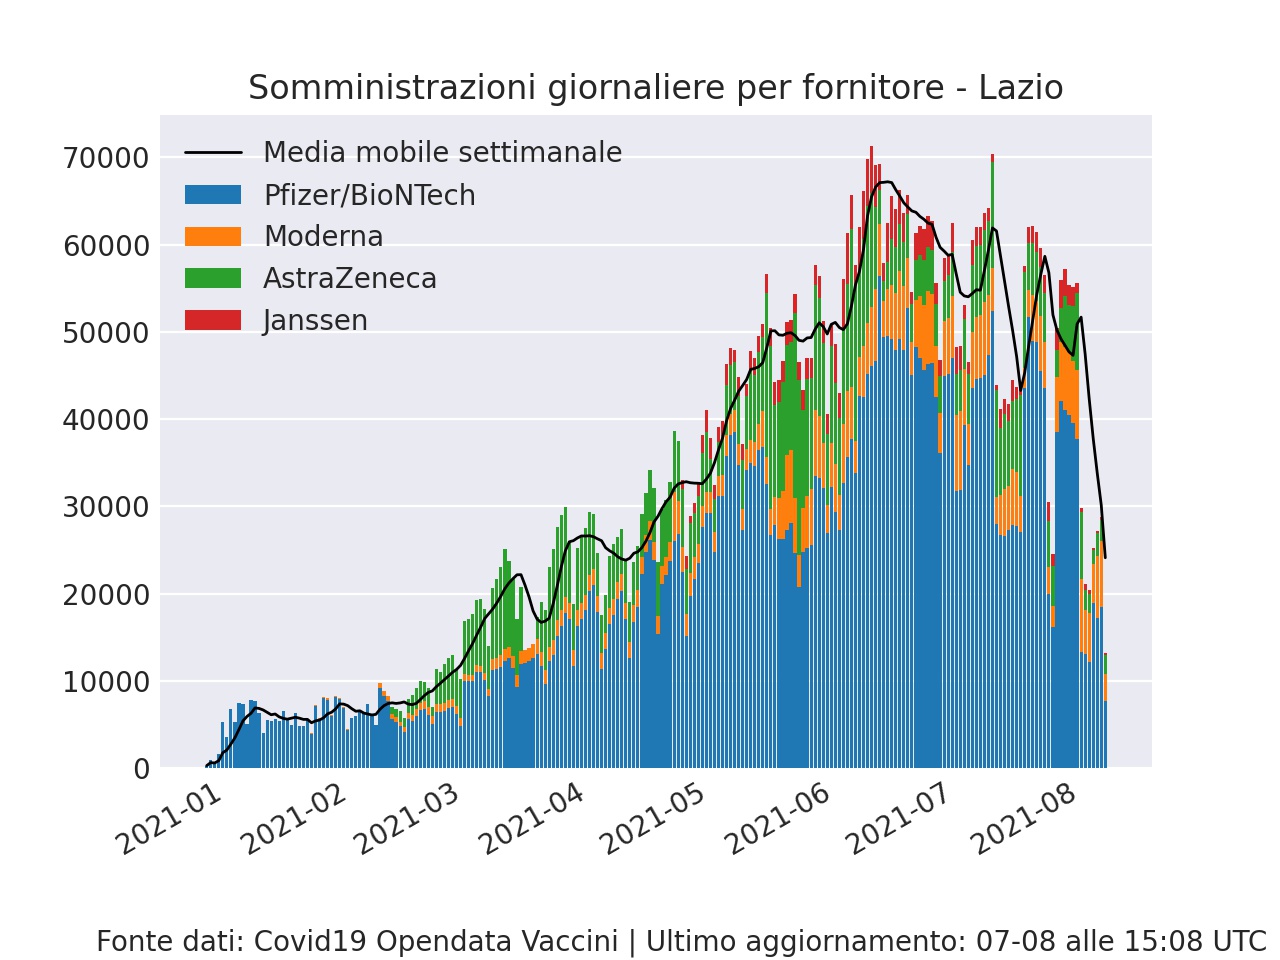 Somministrazioni giornaliere per fornitore - Lazio
Media mobile settimanale
Pfizer/BioNTech
Moderna
AstraZeneca
Janssen
70000
60000
50000
40000
30000
20000
10000
0
2021-01
2021-02
2021-03
2021-04
2021-05
2021-06
2021-07
2021-08
Fonte dati: Covid19 Opendata Vaccini | Ultimo aggiornamento: 07-08 alle 15:08 UTC